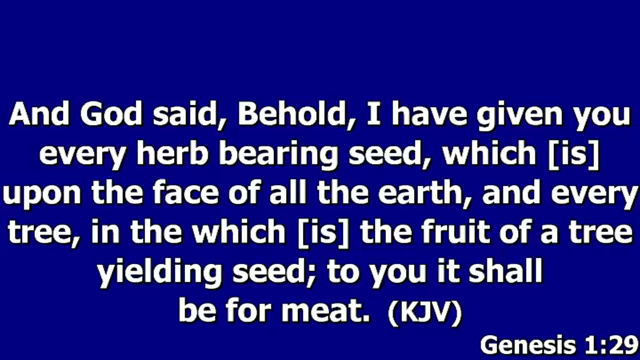 And God said, Behold, I have given you
every herb bearing seed, which [is]
upon the face of all the earth, and every
tree, in the which [is] the fruit of a tree
yielding seed; to you it shall
be for meat. (KJV)
Genesis 1:29